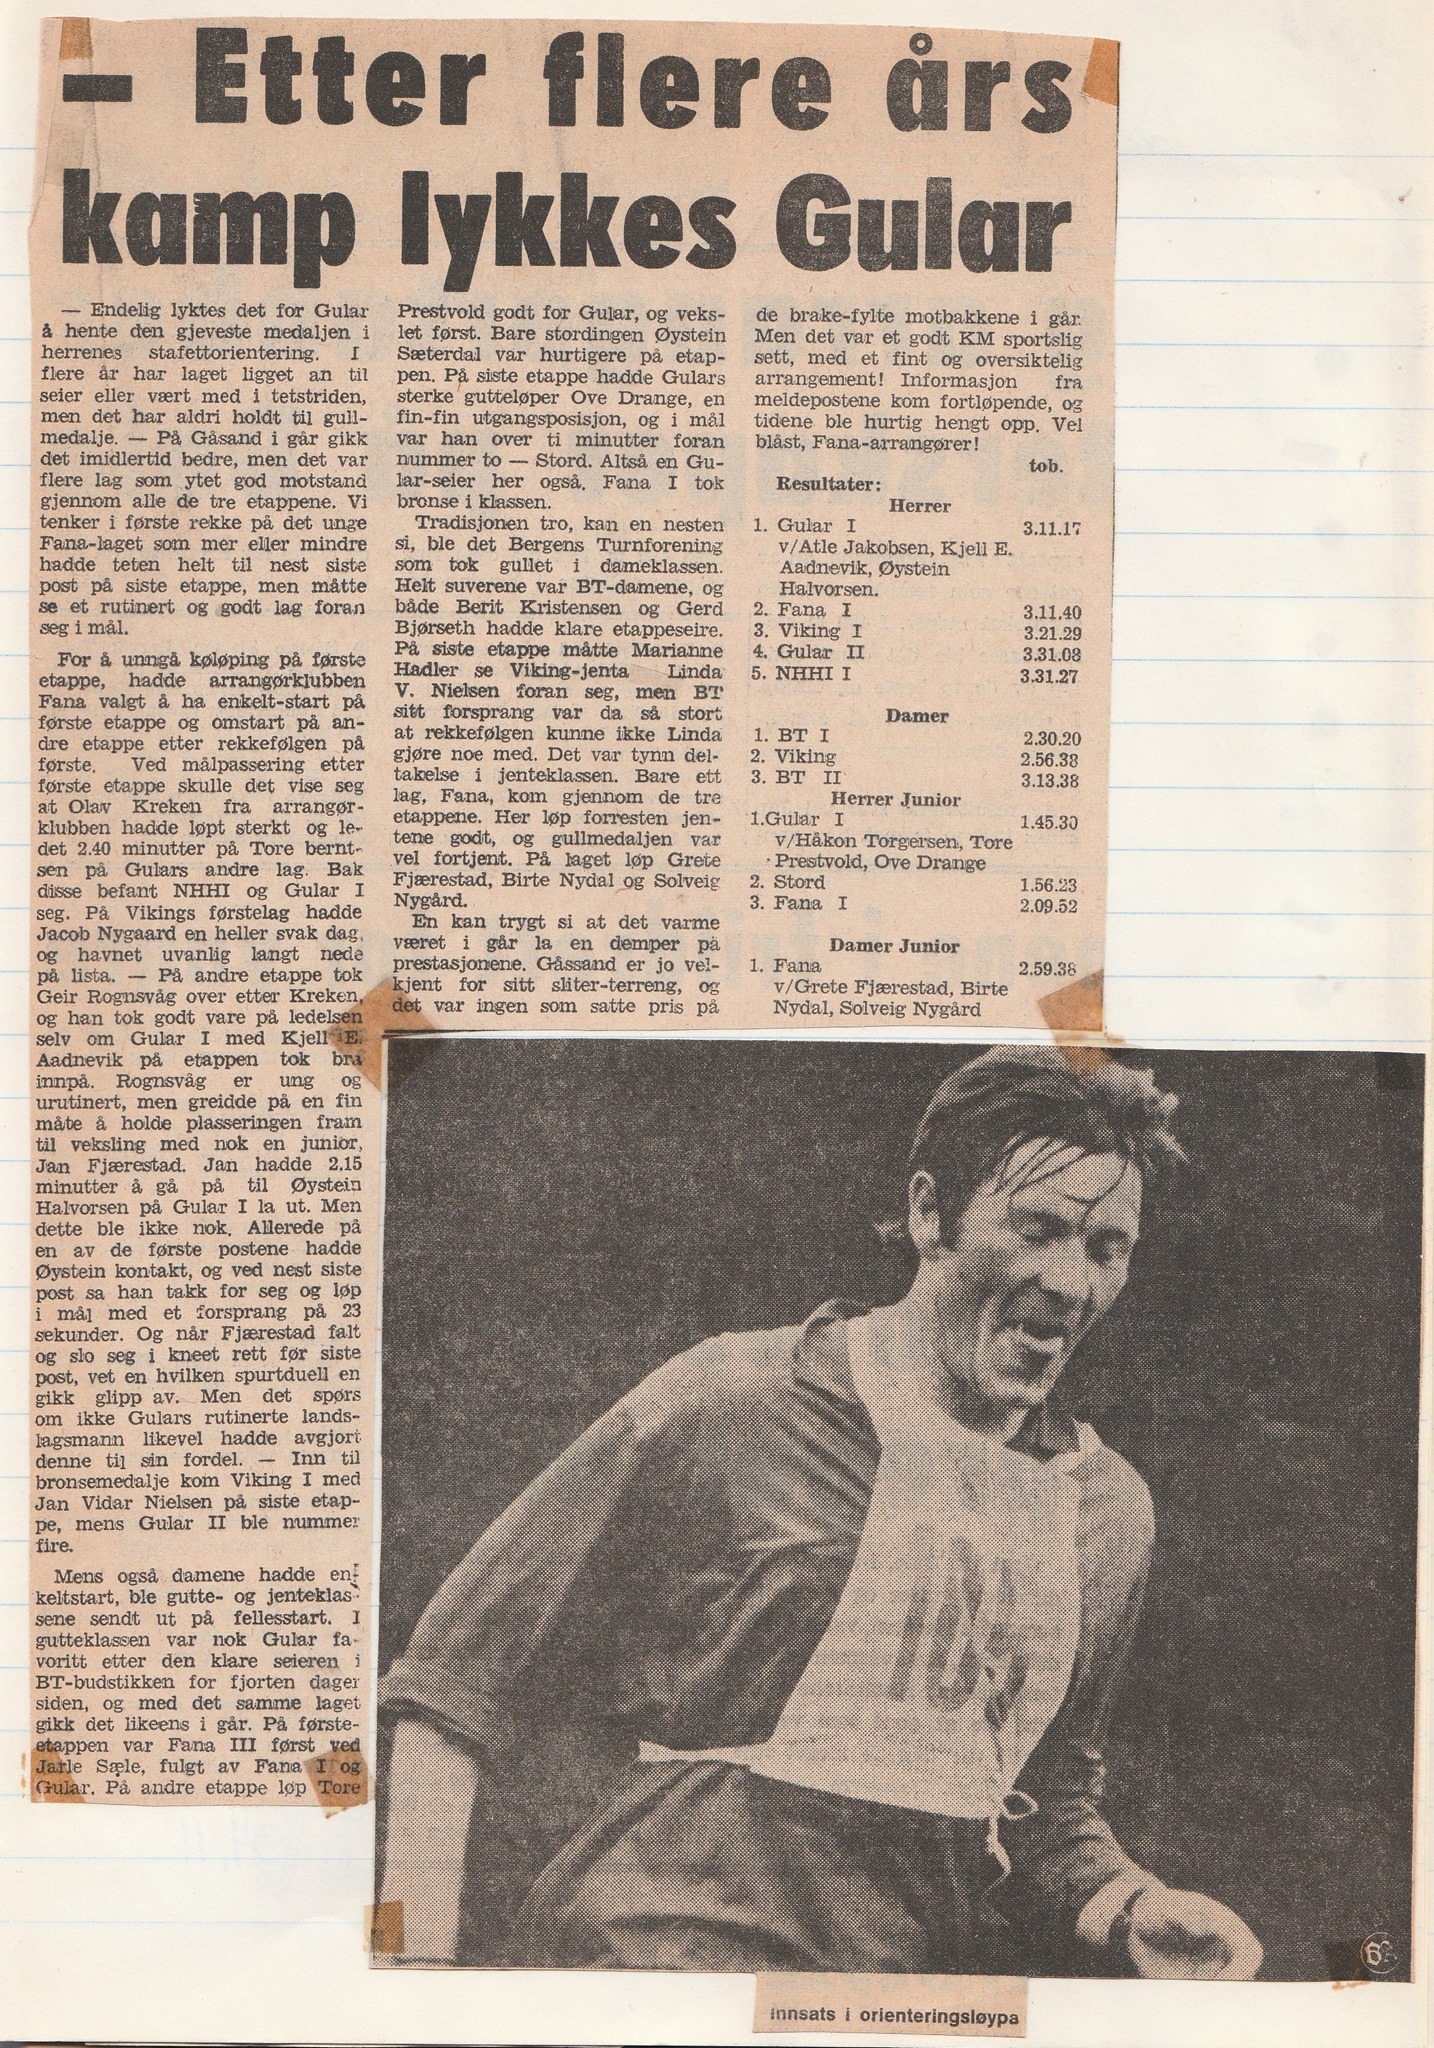 – Etter flere års
kamp lykkes Gular
— Endelig lyktes det for Gular
å hente den gjeveste medaljen i
herrenes stafettorientering. I
flere år har laget ligget an til
seier eller vært med i tetstriden,
men det har aldri holdt til gull-
medalje. — På Gåsand i går gikk
det imidlertid bedre, men det var
flere lag som ytet god motstand
gjennom alle de tre etappene. Vi
tenker i første rekke på det unge
Fana-laget som mer eller mindre
hadde teten helt til nest siste
post på siste etappe, men måtte
se et rutinert og godt lag foran
seg i mål.
For å unngå køløping på første
etappe, hadde arrangørklubben
Fana valgt å ha enkelt-start på
første etappe og omstart på an-
dre etappe etter rekkefølgen på
første. Ved målpassering etter
første etappe skulle det vise seg
at Olav Kreken fra arrangør-
klubben hadde løpt sterkt og le-
det 2.40 minutter på Tore bernt-
sen på Gulars andre lag. Bak
disse befant NHHI og Gular I
seg. På Vikings førstelag hadde
Jacob Nygaard en heller svak dag,
og havnet uvanlig langt nede
på lista. — På andre etappe tok
Geir Rognsvåg over etter Kreken,
og han tok godt vare på ledelsen
selv om Gular I med Kjell E.
Aadnevik på etappen tok bra
innpå. Rognsvåg er ung og
urutinert, men greidde på en fin
måte å holde plasseringen fram
til veksling med nok en junior,
Jan Fjærestad. Jan hadde 2.15
minutter å gå på til Øystein
Halvorsen på Gular I la ut. Men
dette ble ikke nok. Allerede på
en av de første postene hadde
Øystein kontakt, og ved nest siste
post sa han takk for seg og løp
i mål med et forsprang på 23
sekunder. Og når Fjærestad falt
og slo seg i kneet rett før siste
post, vet en hvilken spurtduell en
gikk glipp av. Men det spørs
om ikke Gulars rutinerte lands-
lagsmann likevel hadde avgjort
denne til sin fordel. — Inn til
bronsemedalje kom Viking I med
Jan Vidar Nielsen på siste etap-
pe, mens Gular II ble nummer
fire.
Mens også damene hadde en-
keltstart, ble gutte- og jenteklas-
sene sendt ut på fellesstart. I
gutteklassen var nok Gular fa-
voritt etter den klare seieren i
BT-budstikken for fjorten dager
siden, og med det samme laget
gikk det likeens i går. På første-
etappen var Fana III først ved
Jarle Sæle, fulgt av Fana I og
Gular. På andre etappe løp Tore
Prestvold godt for Gular, og veks-
let først. Bare stordingen Øystein
Sæterdal var hurtigere på etap-
pen. På siste etappe hadde Gulars
sterke gutteløper Ove Drange, en
fin-fin utgangsposisjon, og i mål
var han over ti minutter foran
nummer to — Stord. Altså en Gu-
lar-seier her også. Fana I tok
bronse i klassen.
Tradisjonen tro, kan en nesten
si, ble det Bergens Turnforening
som tok gullet i dameklassen.
Helt suverene var BT-damene, og
både Berit Kristensen og Gerd
Bjørseth hadde klare etappeseire.
På siste etappe måtte Marianne
Hadler se Viking-jenta Linda
V. Nielsen foran seg, men BT
sitt forsprang var da så stort
at rekkefølgen kunne ikke Linda
gjøre noe med. Det var tynn del-
takelse i jenteklassen. Bare ett
lag, Fana, kom gjennom de tre
etappene. Her løp forresten jen-
tene godt, og gullmedaljen var
vel fortjent. På laget løp Grete
Fjærestad, Birte Nydal og Solveig
Nygård.
En kan trygt si at det varme
været i går la en demper på
prestasjonene. Gåssand er jo vel-
kjent for sitt sliter-terreng, og
det var ingen som satte pris på
de brake-fylte motbakkene i går.
Men det var et godt KM sportslig
sett, med et fint og oversiktelig
arrangement! Informasjon fra
meldepostene kom fortløpende, og
tidene ble hurtig hengt opp. Vel
blåst, Fana-arrangører!
tob.
Resultater:
Herrer
1. Gular I 3.11.17
v/Atle Jakobsen, Kjell E.
Aadnevik, Øystein
Halvorsen.
2. Fana I 3.11.40
3. Viking I 3.21.29
4. Gular II 3.31.08
5. NHHI I 3.31.27
Damer
1. BT I 2.30.20
2. Viking 2.56.38
3. BT II 3.13.38
Herrer Junior
1.Gular I 1.45.30
v/Håkon Torgersen, Tore
Prestvold, Ove Drange
2. Stord 1.56.23
3. Fana I 2.09.52
Damer Junior
1. Fana 2.59.38
v/Grete Fjærestad, Birte
Nydal, Solveig Nygård
Innsats i orienteringsløypa